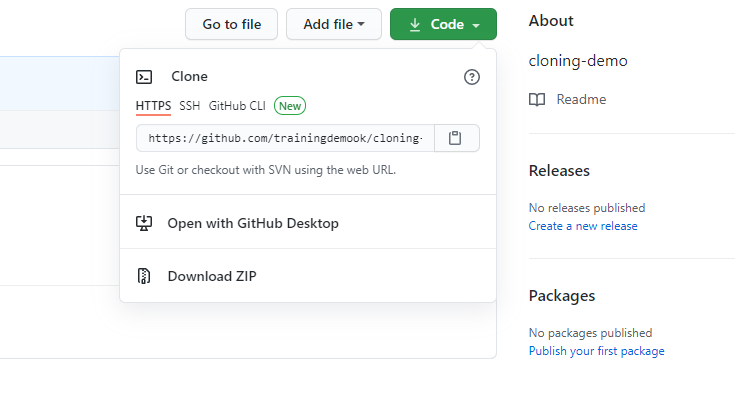 Go to file
Add file
Code
Clone
HTTPS SSH GitHub CLI New
https://github.com/trainingdemook/cloning-
Use Git or checkout with SVN using the web URL.
Open with GitHub Desktop
Download ZIP
About
cloning-demo
Readme
Releases
No releases published
Create a new release
Packages
No packages published
Publish your first package